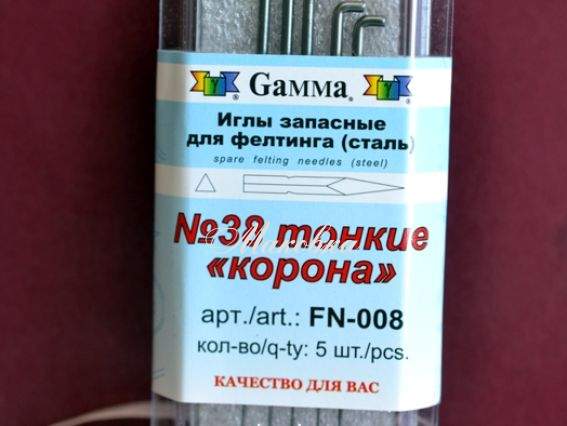 Gamma®
Иглы запасные
для фелтинга (сталь)
spare felting needles (steel)
№38 тонкие
«корона»
арт./art.: FN-008
кол-во/q-ty: 5 шт./pcs.
КАЧЕСТВО ДЛЯ ВАС